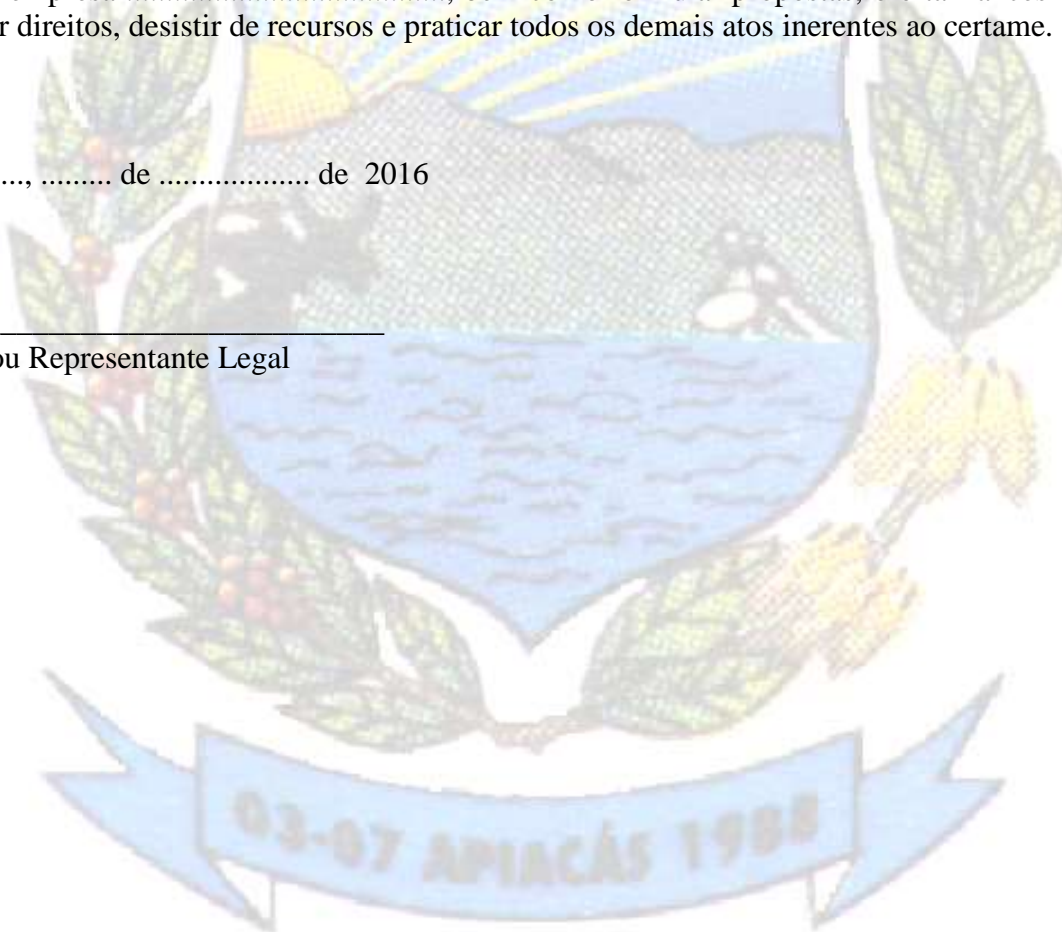 r direitos, desistir de recursos e praticar todos os demais atos inerentes ao certame.
..., ......... de ................... de 2016
ou Representante Legal
03-07 APIACÁS 1988